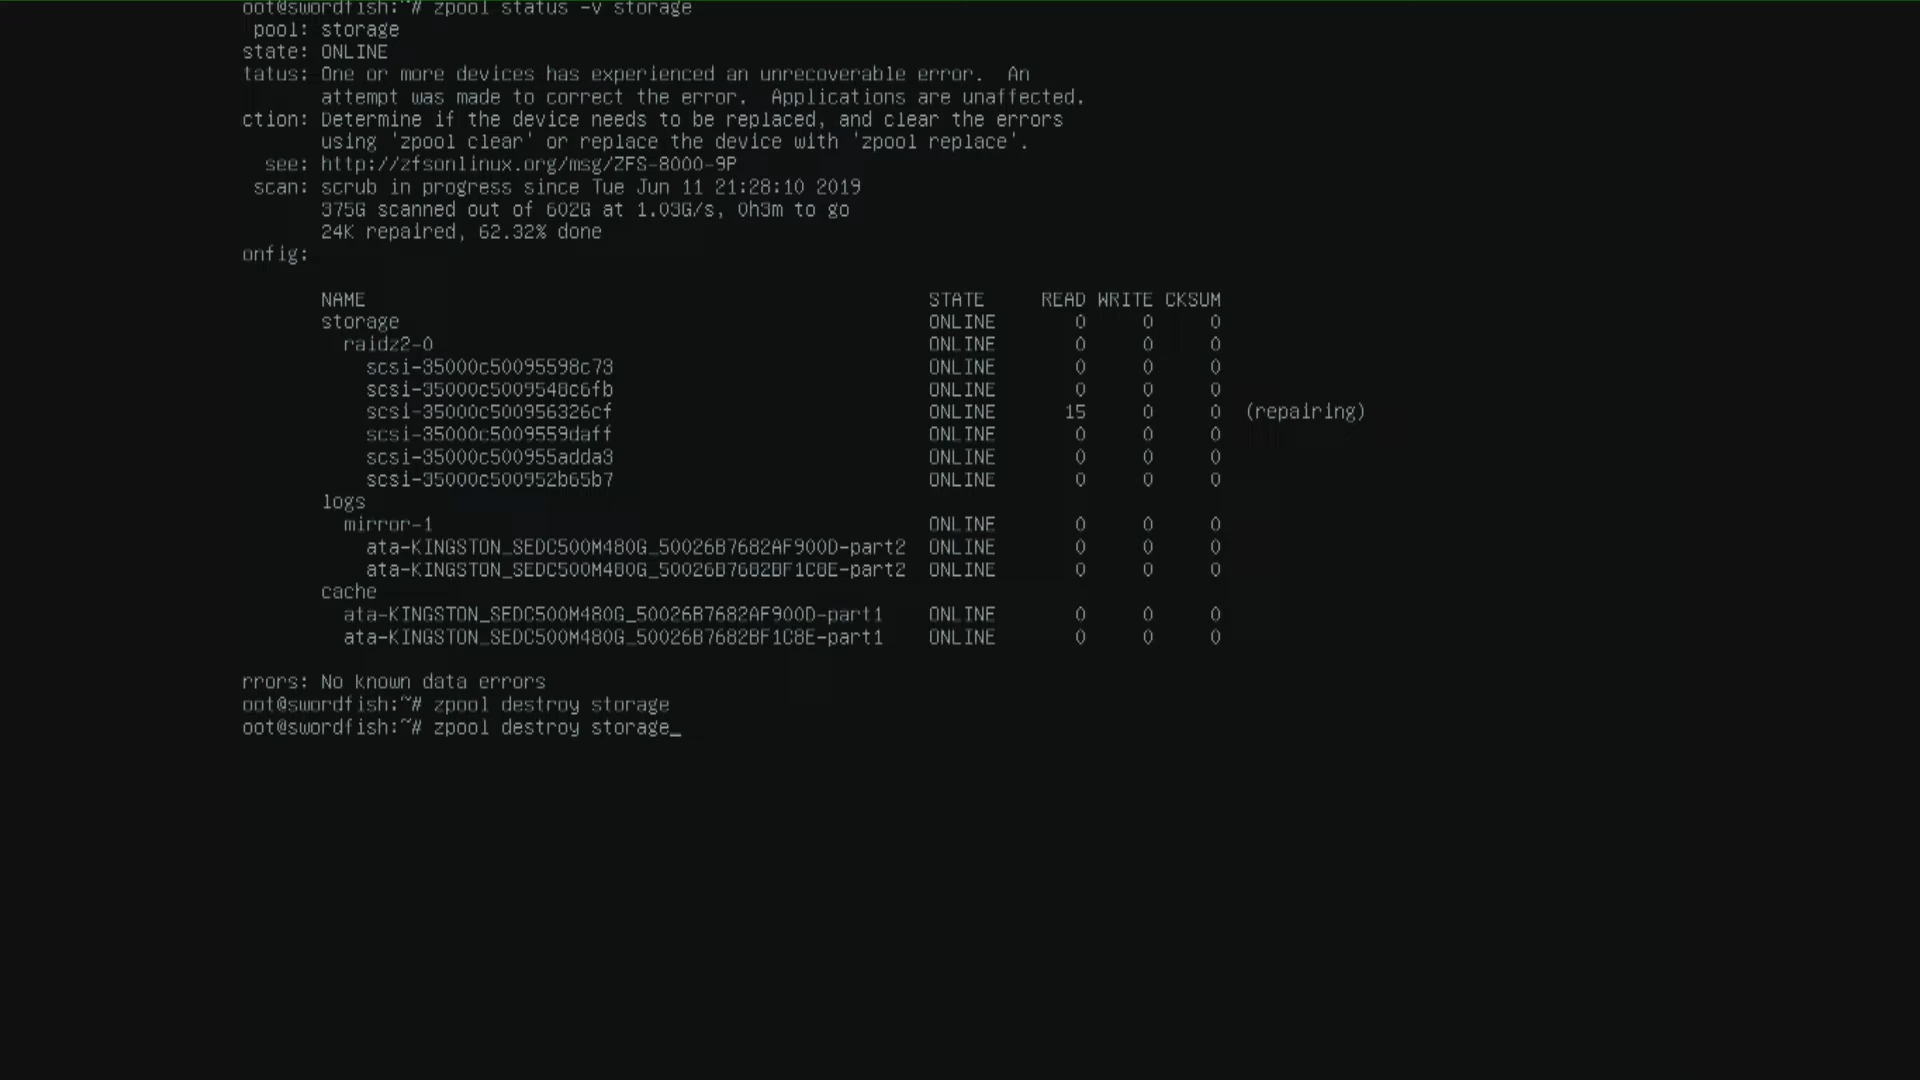 oot@swordfish:~# zpool status -v storage
pool: storage
state: ONLINE
tatus: One or more devices has experienced an unrecoverable error. An
attempt was made to correct the error. Applications are unaffected.
ction: Determine if the device needs to be replaced, and clear the errors
using 'zpool clear' or replace the device with 'zpool replace'.
see: http://zfsonlinux.org/msg/ZFS-8000-9P
scan: scrub in progress since Tue Jun 11 21:28:10 2019
375G scanned out of 602G at 1.03G/s, 0h3m to go
24K repaired, 62.32% done
onfig:
NAME STATE READ WRITE CKSUM
storage ONLINE 0 0 0
raidz2-0 ONLINE 0 0 0
scsi-35000c50095598c73 ONLINE 0 0 0
scsi-35000c5009548c6fb ONLINE 0 0 0
scsi-35000c500956326cf ONLINE 15 0 0 (repairing)
scsi-35000c5009559daff ONLINE 0 0 0
scsi-35000c500955adda3 ONLINE 0 0 0
scsi-35000c500952b65b7 ONLINE 0 0 0
logs
mirror-1 ONLINE 0 0 0
ata-KINGSTON_SEDC500M480G_50026B7682AF900D-part2 ONLINE 0 0 0
ata-KINGSTON_SEDC500M480G_50026B7682BF1C8E-part2 ONLINE 0 0 0
cache
ata-KINGSTON_SEDC500M480G_50026B7682AF900D-part1 ONLINE 0 0 0
ata-KINGSTON_SEDC500M480G_50026B7682BF1C8E-part1 ONLINE 0 0 0
rrors: No known data errors
oot@swordfish:~# zpool destroy storage
oot@swordfish:~# zpool destroy storage_